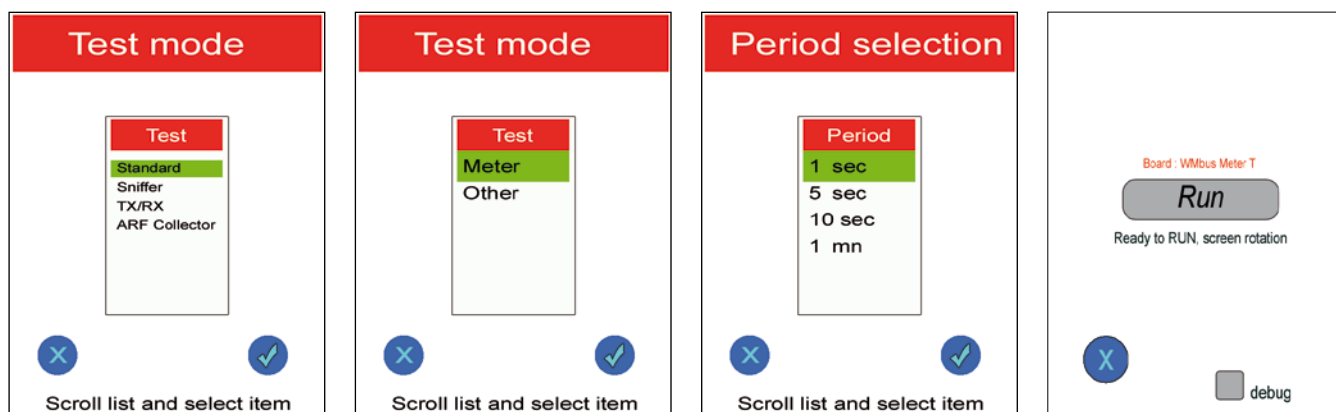 Test mode
Test
Standard
Sniffer
TX/RX
ARF Collector
X
Scroll list and select item
Test mode
Test
Meter
Other
X
Scroll list and select item
Period selection
Period
1 sec
5 sec
10 sec
1 mn
X
Scroll list and select item
Board : WMbus Meter T
Run
Ready to RUN, screen rotation
X
debug